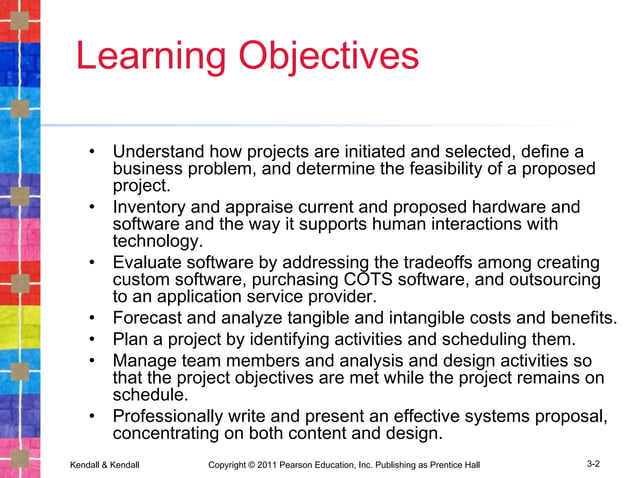 Learning Objectives
• Understand how projects are initiated and selected, define a
business problem, and determine the feasibility of a proposed
project.
• Inventory and appraise current and proposed hardware and
software and the way it supports human interactions with
technology.
• Evaluate software by addressing the tradeoffs among creating
custom software, purchasing COTS software, and outsourcing
to an application service provider.
• Forecast and analyze tangible and intangible costs and benefits.
• Plan a project by identifying activities and scheduling them.
• Manage team members and analysis and design activities so
that the project objectives are met while the project remains on
schedule.
• Professionally write and present an effective systems proposal,
concentrating on both content and design.
Kendall & Kendall Copyright © 2011 Pearson Education, Inc. Publishing as Prentice Hall 3-2